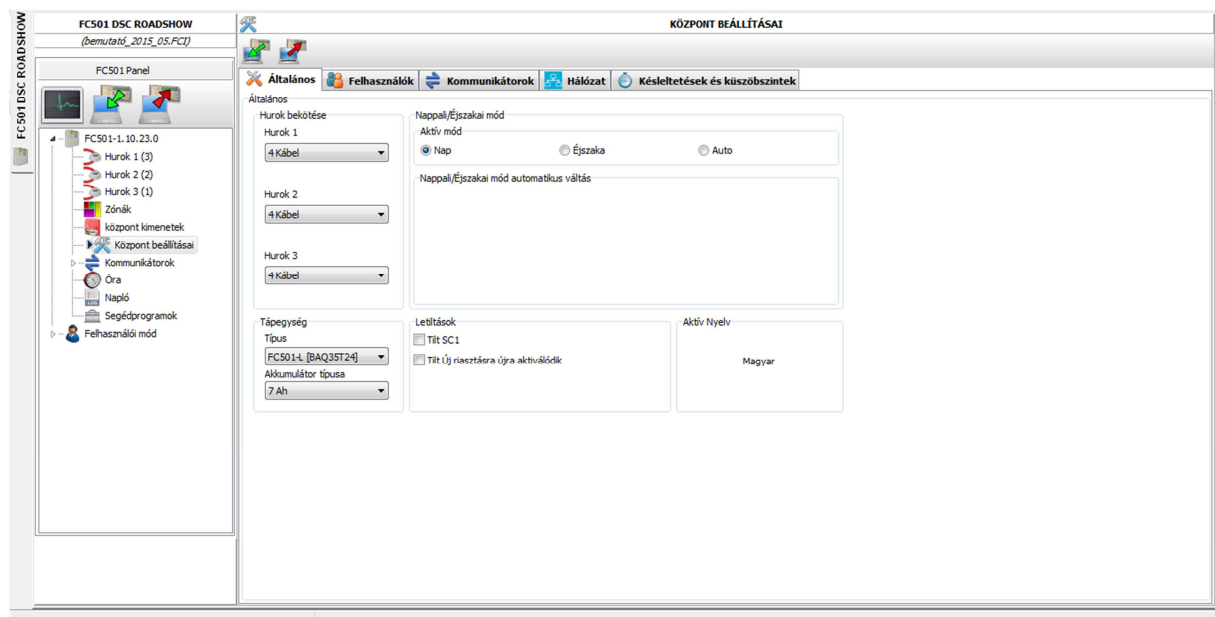 FC501 DSC ROADSHOW
FC501 DSC ROADSHOW
(bemutató_2015_05.FCI)
FC501 Panel
FC501-1.10.23.0
Hurok 1 (3)
Hurok 2 (2)
Hurok 3 (1)
Zónák
központ kimenetek
Központ beállításai
Kommunikátorok
Óra
Napló
Segédprogramok
Felhasználói mód
KÖZPONT BEÁLLÍTÁSAI
Általános Felhasználók Kommunikátorok Hálózat Késleltetések és küszöbszintek
Általános
Hurok bekötése
Hurok 1
4 Kábel
Hurok 2
4 Kábel
Hurok 3
4 Kábel
Nappali/Éjszakai mód
Aktív mód
Nap Éjszaka Auto
Nappali/Éjszakai mód automatikus váltás
Tápegység
Típus
FC501-L [BAQ35T24]
Akkumulátor típusa
7 Ah
Letiltások
Tilt SC1
Tilt Új riasztásra újra aktiválódik
Aktív Nyelv
Magyar